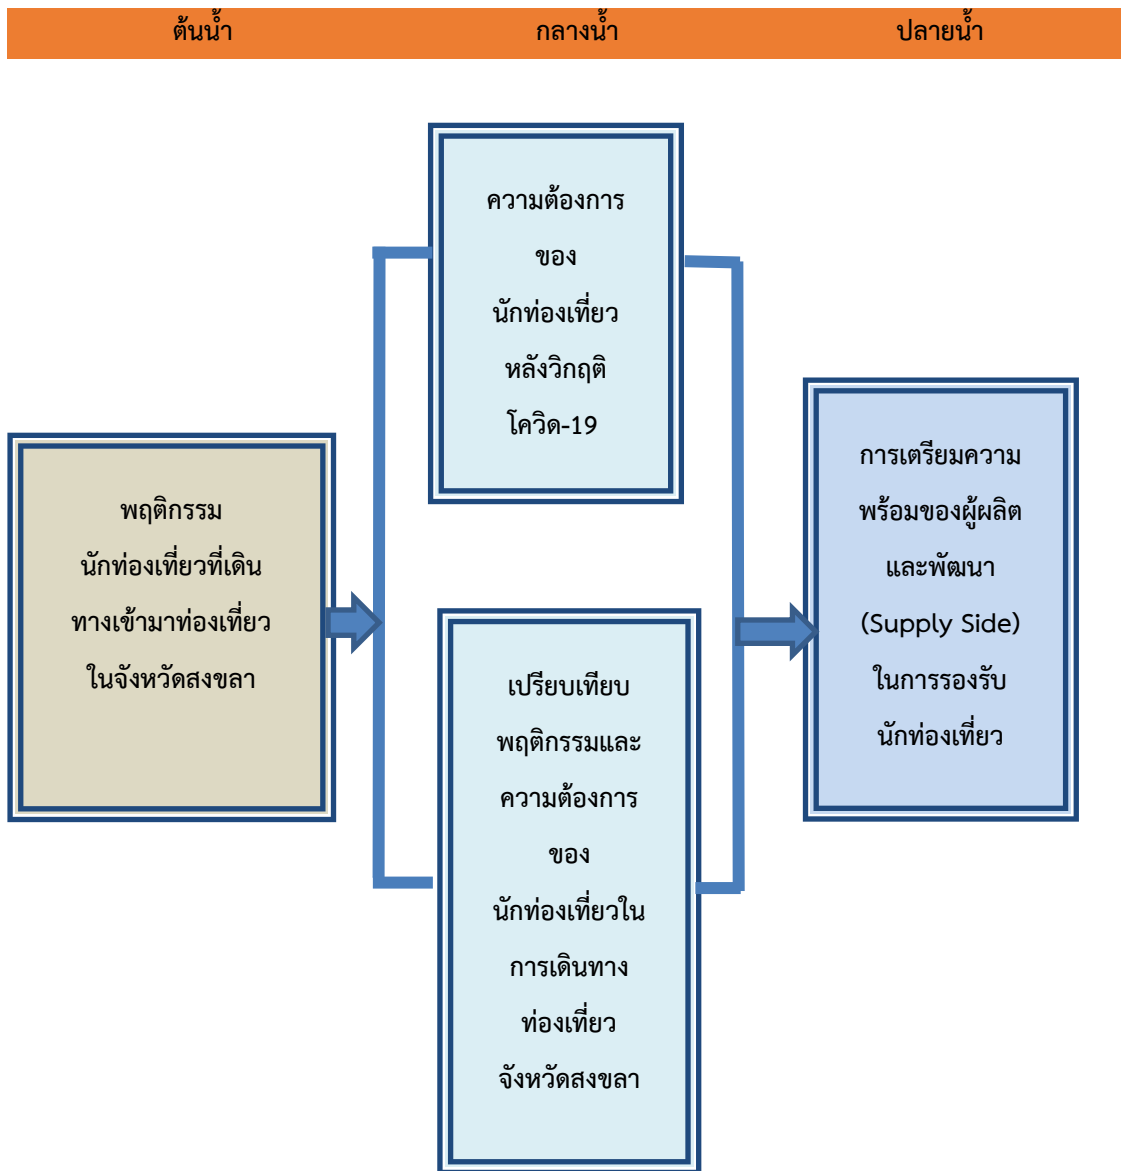 ต้นน้ำ
กลางน้ำ
ปลายน้ำ
พฤติกรรม
นักท่องเที่ยวที่เดิน
ทางเข้ามาท่องเที่ยว
ในจังหวัดสงขลา
ความต้องการ
ของ
นักท่องเที่ยว
หลังวิกฤติ
โควิด-19
เปรียบเทียบ
พฤติกรรมและ
ความต้องการ
ของ
นักท่องเที่ยวใน
การเดินทาง
ท่องเที่ยว
จังหวัดสงขลา
การเตรียมความ
พร้อมของผู้ผลิต
และพัฒนา
(Supply Side)
ในการรองรับ
นักท่องเที่ยว